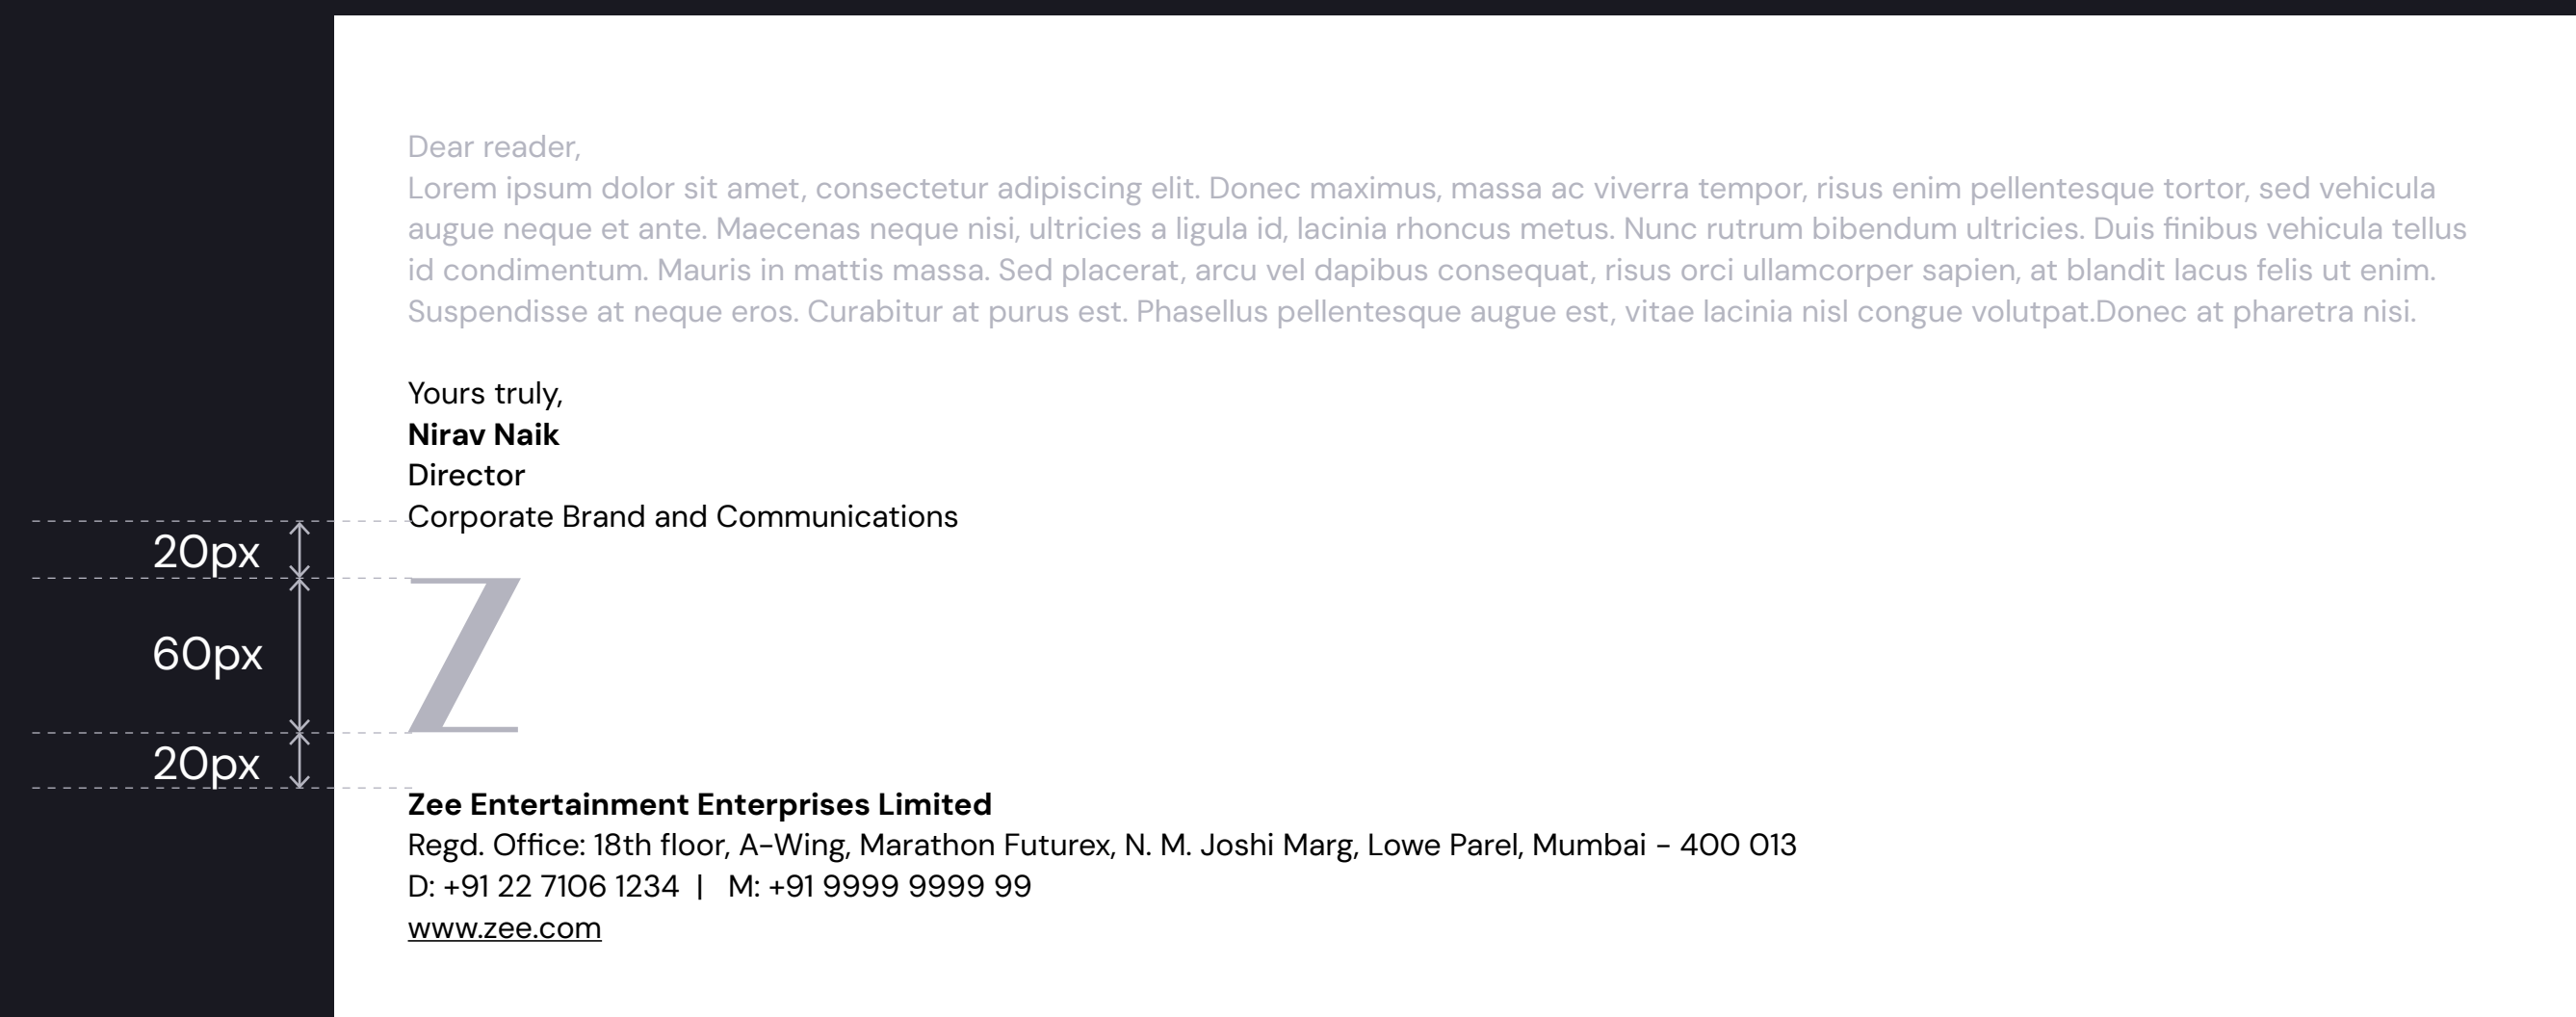 Dear reader,
Lorem ipsum dolor sit amet, consectetur adipiscing elit. Donec maximus, massa ac viverra tempor, risus enim pellentesque tortor, sed vehicula
augue neque et ante. Maecenas neque nisi, ultricies a ligula id, lacinia rhoncus metus. Nunc rutrum bibendum ultricies. Duis finibus vehicula tellus
id condimentum. Mauris in mattis massa. Sed placerat, arcu vel dapibus consequat, risus orci ullamcorper sapien, at blandit lacus felis ut enim.
Suspendisse at neque eros. Curabitur at purus est. Phasellus pellentesque augue est, vitae lacinia nisl congue volutpat.Donec at pharetra nisi.
Yours truly,
Nirav Naik
Director
Corporate Brand and Communications
20px
60px
Z
20px
Zee Entertainment Enterprises Limited
Regd. Office: 18th floor, A-Wing, Marathon Futurex, N. M. Joshi Marg, Lowe Parel, Mumbai - 400 013
D: +91 22 7106 1234 | M: +91 9999 9999 99
www.zee.com